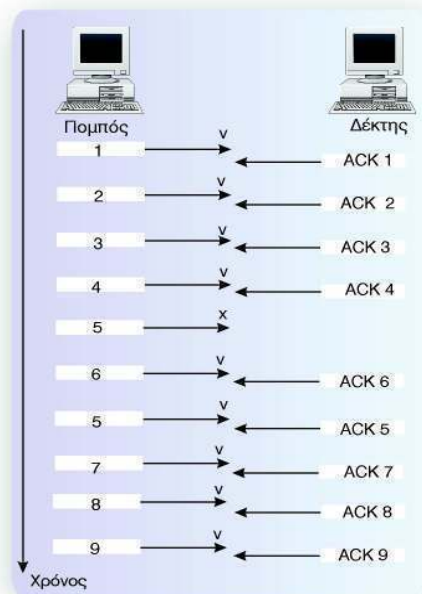 Πομπός Δέκτης
v
1 ACK 1
v
2 ACK 2
v
3 ACK 3
v
4 ACK 4
x
5
v
6 ACK 6
v
5 ACK 5
v
7 ACK 7
v
8 ACK 8
v
9 ACK 9
Χρόνος